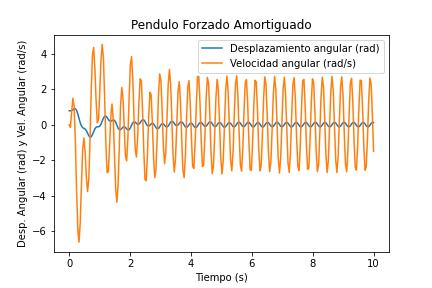 Pendulo Forzado Amortiguado
Desp. Angular (rad) y Vel. Angular (rad/s)
4
2
0
−2
−4
−6
Desplazamiento angular (rad)
Velocidad angular (rad/s)
0
2
4
6
8
10
Tiempo (s)